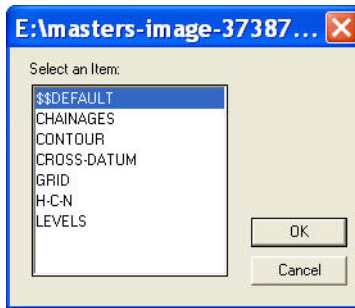 E:\masters-image-37387...
Select an Item:
$$DEFAULT
CHAINAGES
CONTOUR
CROSS-DATUM
GRID
H-C-N
LEVELS
OK
Cancel